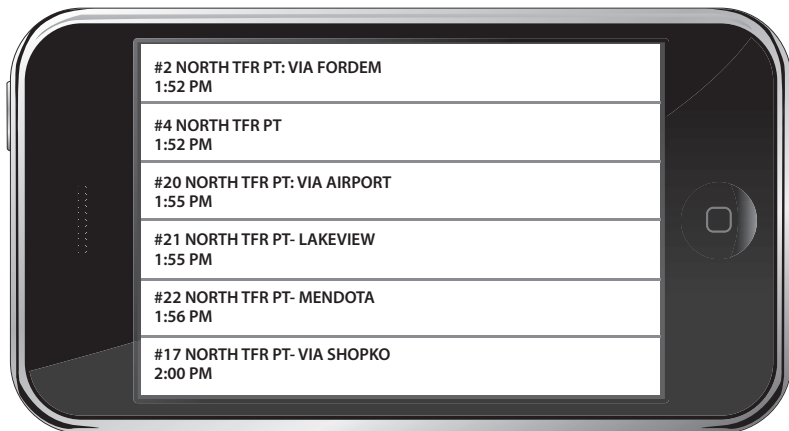 #2 NORTH TFR PT: VIA FORDEM
1:52 PM
#4 NORTH TFR PT
1:52 PM
#20 NORTH TFR PT: VIA AIRPORT
1:55 PM
#21 NORTH TFR PT- LAKEVIEW
1:55 PM
#22 NORTH TFR PT- MENDOTA
1:56 PM
#17 NORTH TFR PT- VIA SHOPKO
2:00 PM